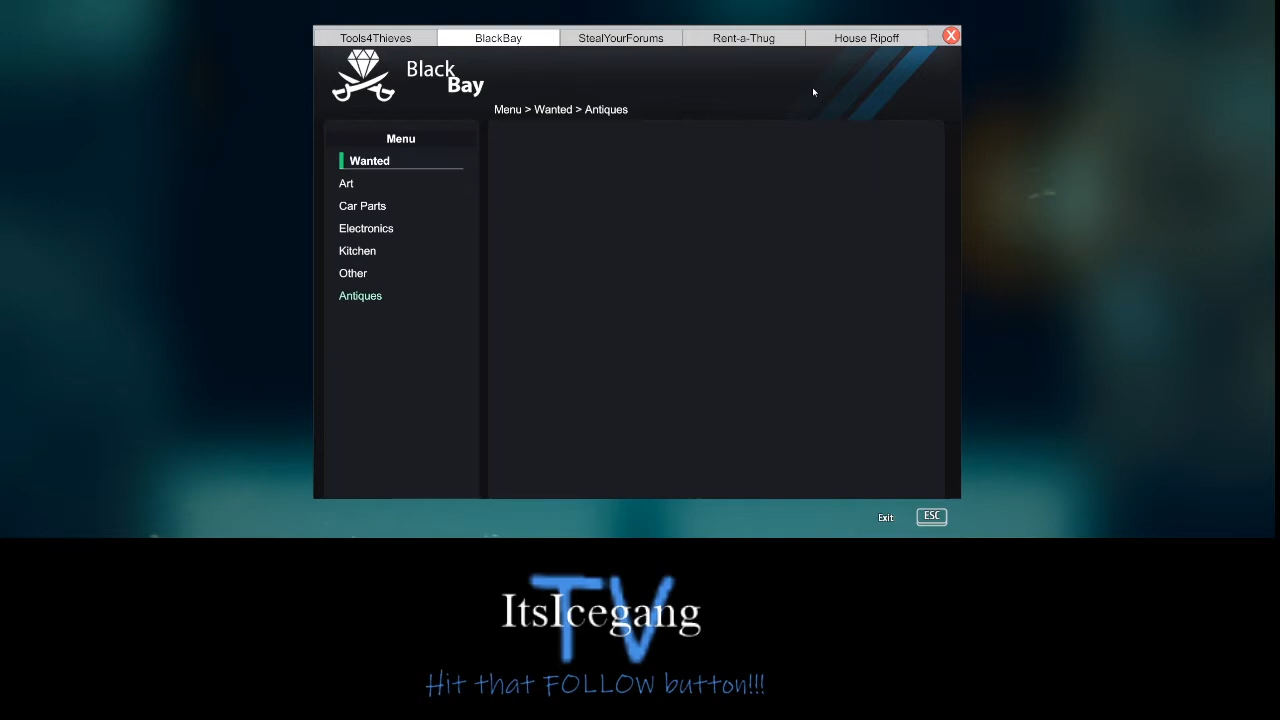 Tools4Thieves BlackBay StealYourForums Rent-a-Thug House Ripoff X
Black
Bay
Menu > Wanted > Antiques
Menu
Wanted
Art
Car Parts
Electronics
Kitchen
Other
Antiques
Exit ESC
TV
ItsIcegang
Hit that FOLLOW button!!!